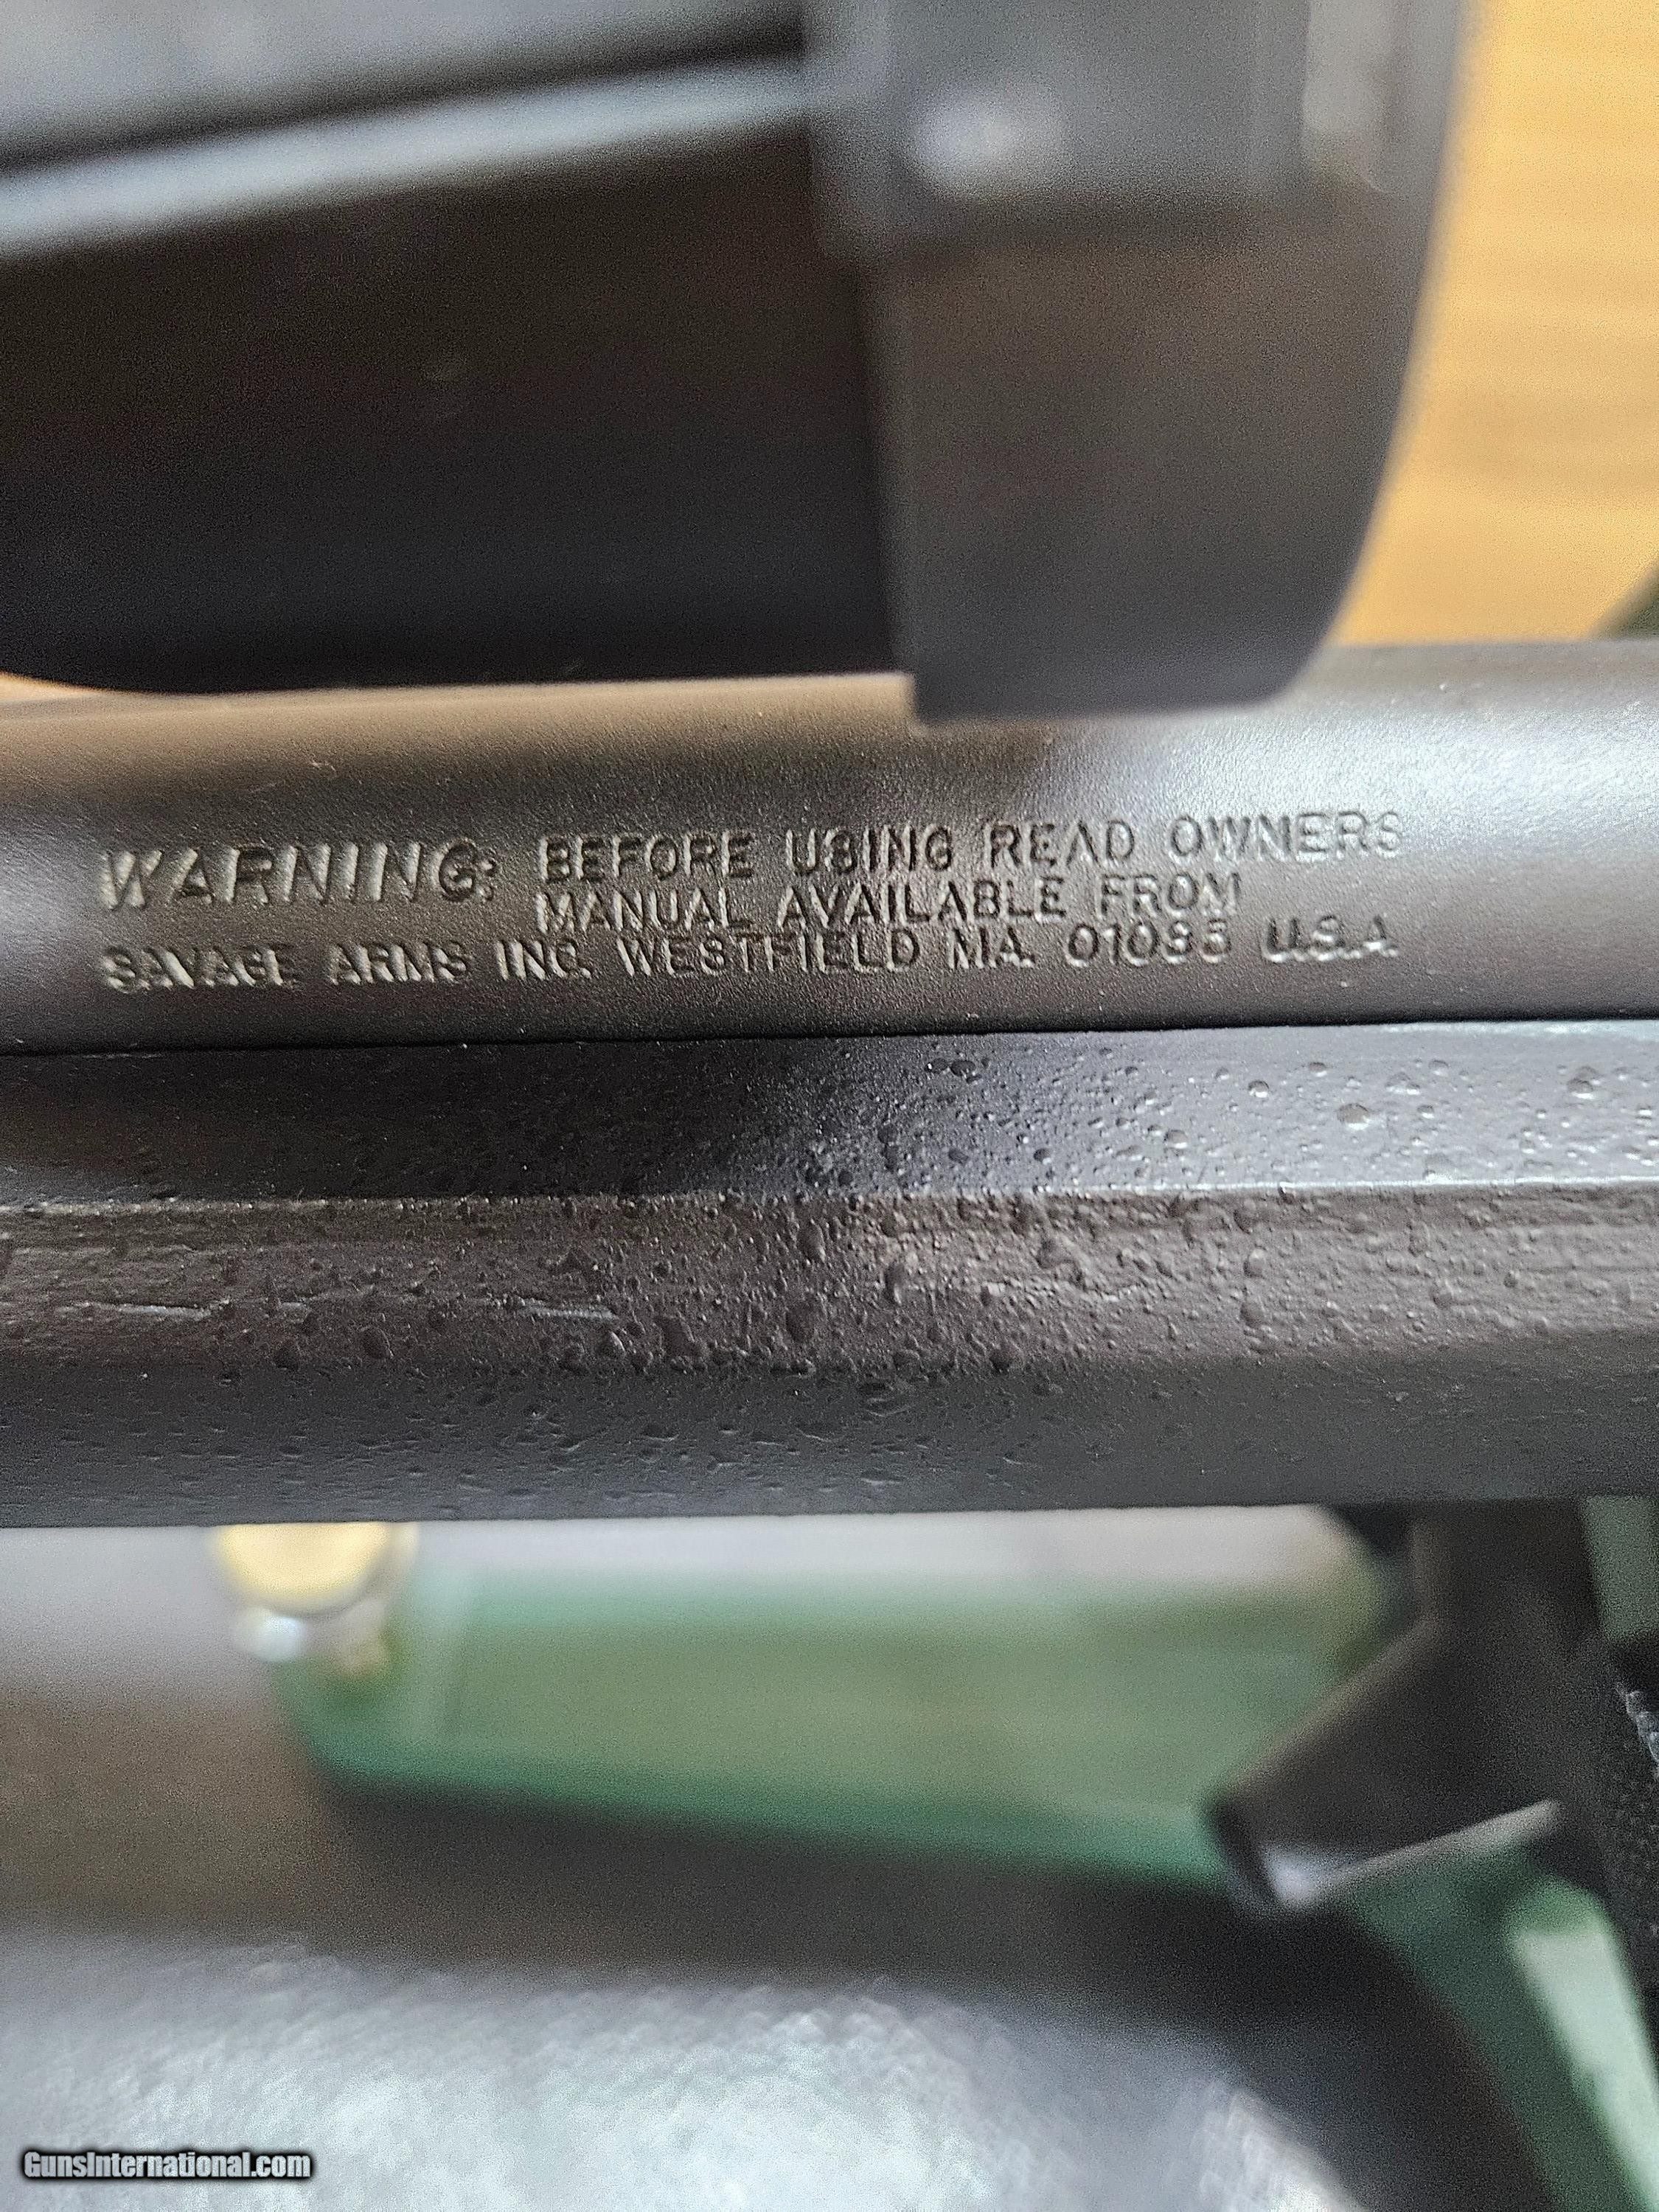 WARNING: BEFORE USING READ OWNERS
MANUAL AVAILABLE FROM
SAVAGE ARMS INC. WESTFIELD MA. 01085 U.S.A.
GunsInternational.com